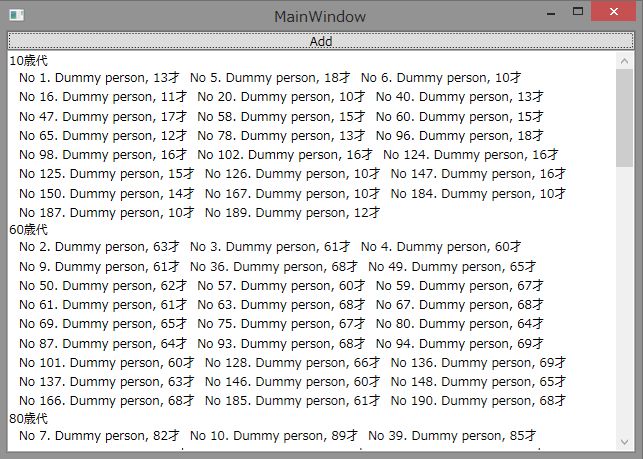 MainWindow
Add
10歳代
No 1. Dummy person, 13才 No 5. Dummy person, 18才 No 6. Dummy person, 10才
No 16. Dummy person, 11才 No 20. Dummy person, 10才 No 40. Dummy person, 13才
No 47. Dummy person, 17才 No 58. Dummy person, 15才 No 60. Dummy person, 15才
No 65. Dummy person, 12才 No 78. Dummy person, 13才 No 96. Dummy person, 18才
No 98. Dummy person, 16才 No 102. Dummy person, 16才 No 124. Dummy person, 16才
No 125. Dummy person, 15才 No 126. Dummy person, 10才 No 147. Dummy person, 16才
No 150. Dummy person, 14才 No 167. Dummy person, 10才 No 184. Dummy person, 10才
No 187. Dummy person, 10才 No 189. Dummy person, 12才
60歳代
No 2. Dummy person, 63才 No 3. Dummy person, 61才 No 4. Dummy person, 60才
No 9. Dummy person, 61才 No 36. Dummy person, 68才 No 49. Dummy person, 65才
No 50. Dummy person, 62才 No 57. Dummy person, 60才 No 59. Dummy person, 67才
No 61. Dummy person, 61才 No 63. Dummy person, 68才 No 67. Dummy person, 68才
No 69. Dummy person, 65才 No 75. Dummy person, 67才 No 80. Dummy person, 64才
No 87. Dummy person, 64才 No 93. Dummy person, 68才 No 94. Dummy person, 69才
No 101. Dummy person, 60才 No 128. Dummy person, 66才 No 136. Dummy person, 69才
No 137. Dummy person, 63才 No 146. Dummy person, 60才 No 148. Dummy person, 65才
No 166. Dummy person, 68才 No 185. Dummy person, 61才 No 190. Dummy person, 68才
80歳代
No 7. Dummy person, 82才 No 10. Dummy person, 89才 No 39. Dummy person, 85才